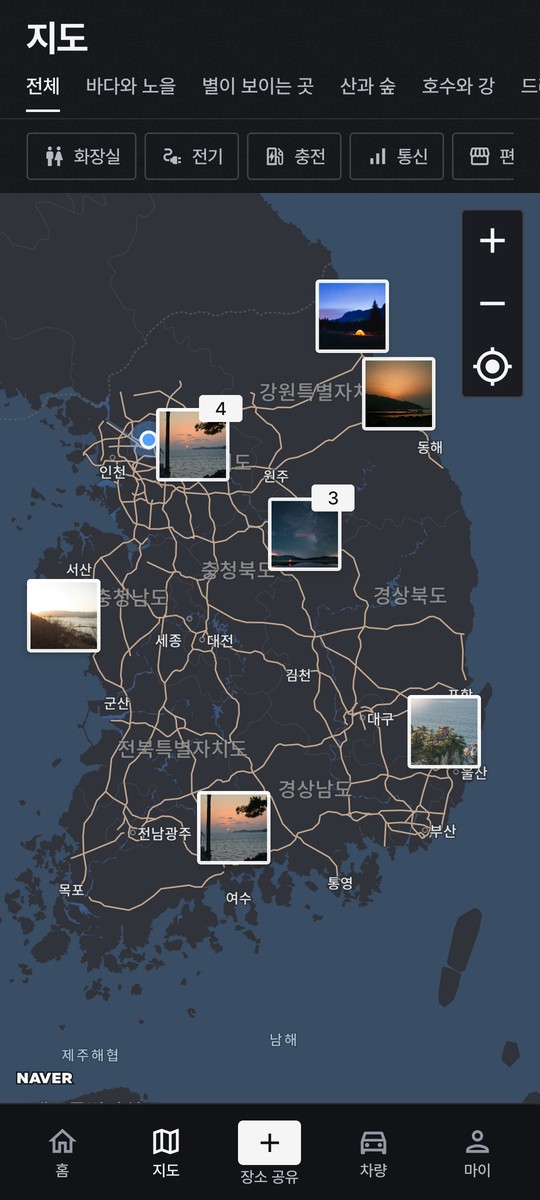 지도
전체 바다와 노을 별이 보이는 곳 산과 숲 호수와 강
화장실 전기 충전 통신
강원특별자치
4
동해
인천
원주
3
서산
충청북도
충청남도
경상북도
세종 대전
김천
군산
대구
전북특별자치도
울산
경상남도
전남광주
부산
목포
통영
여수
남해
제주해협
NAVER
홈 지도 장소 공유 차량 마이